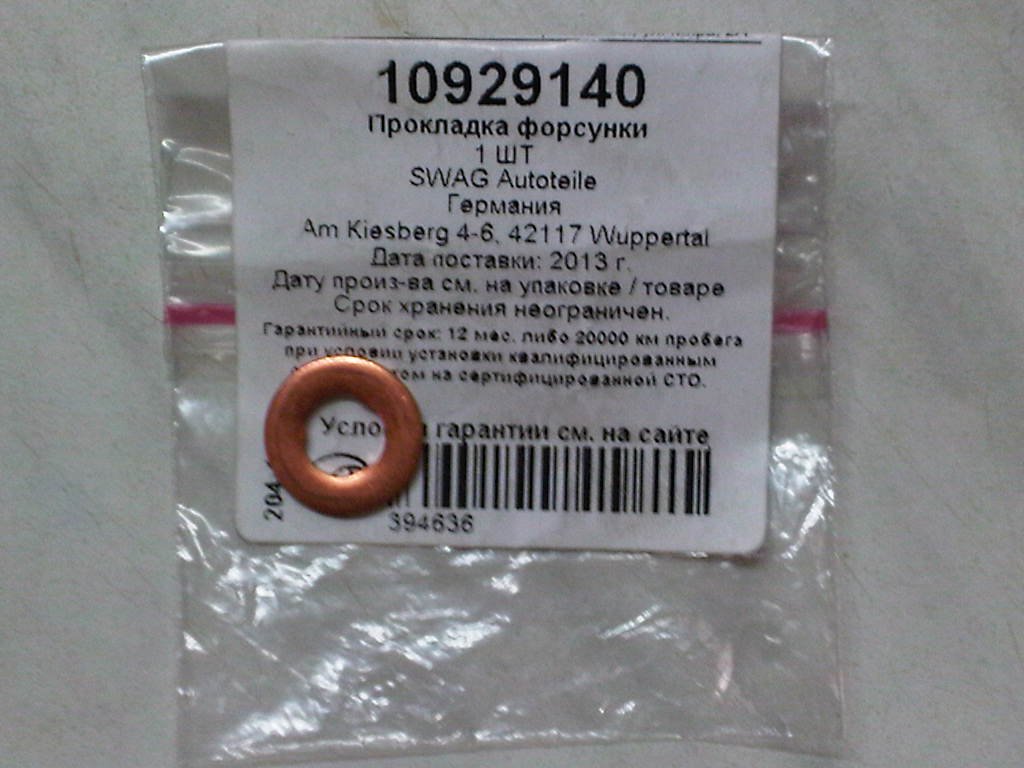 10929140
Прокладка форсунки
1 ШТ
SWAG Autoteile
Германия
Am Kiesberg 4-6, 42117 Wuppertal
Дата поставки: 2013 г.
Дату произ-ва см. на упаковке / товаре
Срок хранения неограничен.
Гарантийный срок: 12 мес. либо 20000 км пробега
при условии установки квалифицированным
на сертифицированной СТО.
гарантии см. на сайте
204
394636